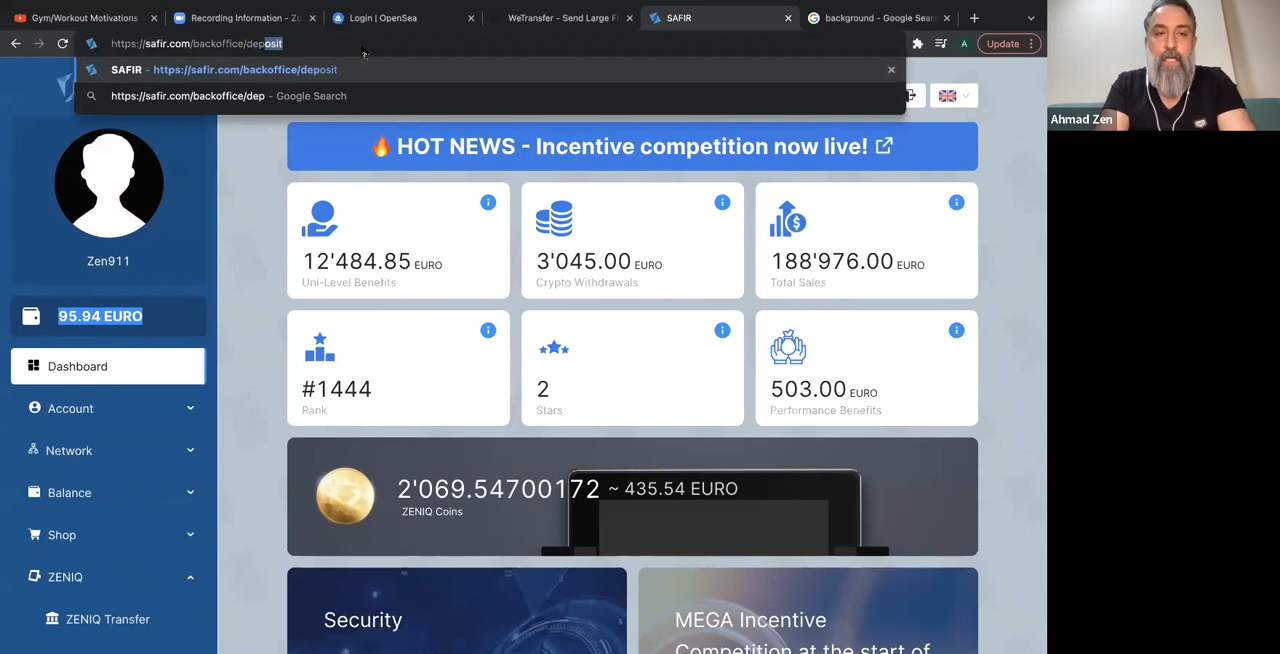 Gym/Workout Motivations
Recording Information - Zo
Login | OpenSea
WeTransfer - Send Large Fi
SAFIR
background - Google Sear
https://safir.com/backoffice/deposit
A
Update
SAFIR - https://safir.com/backoffice/deposit
https://safir.com/backoffice/dep - Google Search
Ahmad Zen
HOT NEWS - Incentive competition now live!
Zen911
95.94 EURO
Dashboard
Account
Network
Balance
Shop
ZENIQ
ZENIQ Transfer
12'484.85 EURO
Uni-Level Benefits
3'045.00 EURO
Crypto Withdrawals
188'976.00 EURO
Total Sales
#1444
Rank
2
Stars
503.00 EURO
Performance Benefits
2'069.54700172 ~ 435.54 EURO
ZENIQ Coins
Security
MEGA Incentive
Competition at the start of